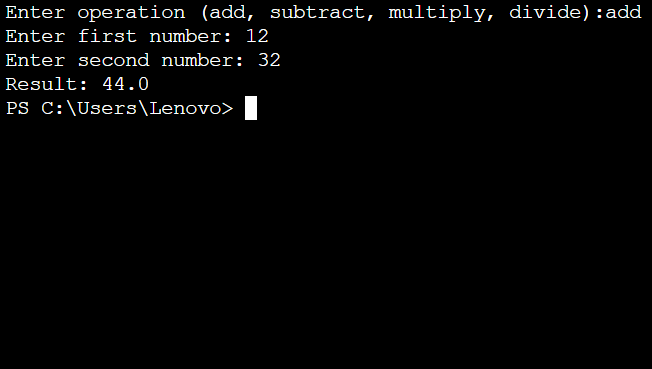 Enter operation (add, subtract, multiply, divide):add
Enter first number: 12
Enter second number: 32
Result: 44.0
PS C:\Users\Lenovo>